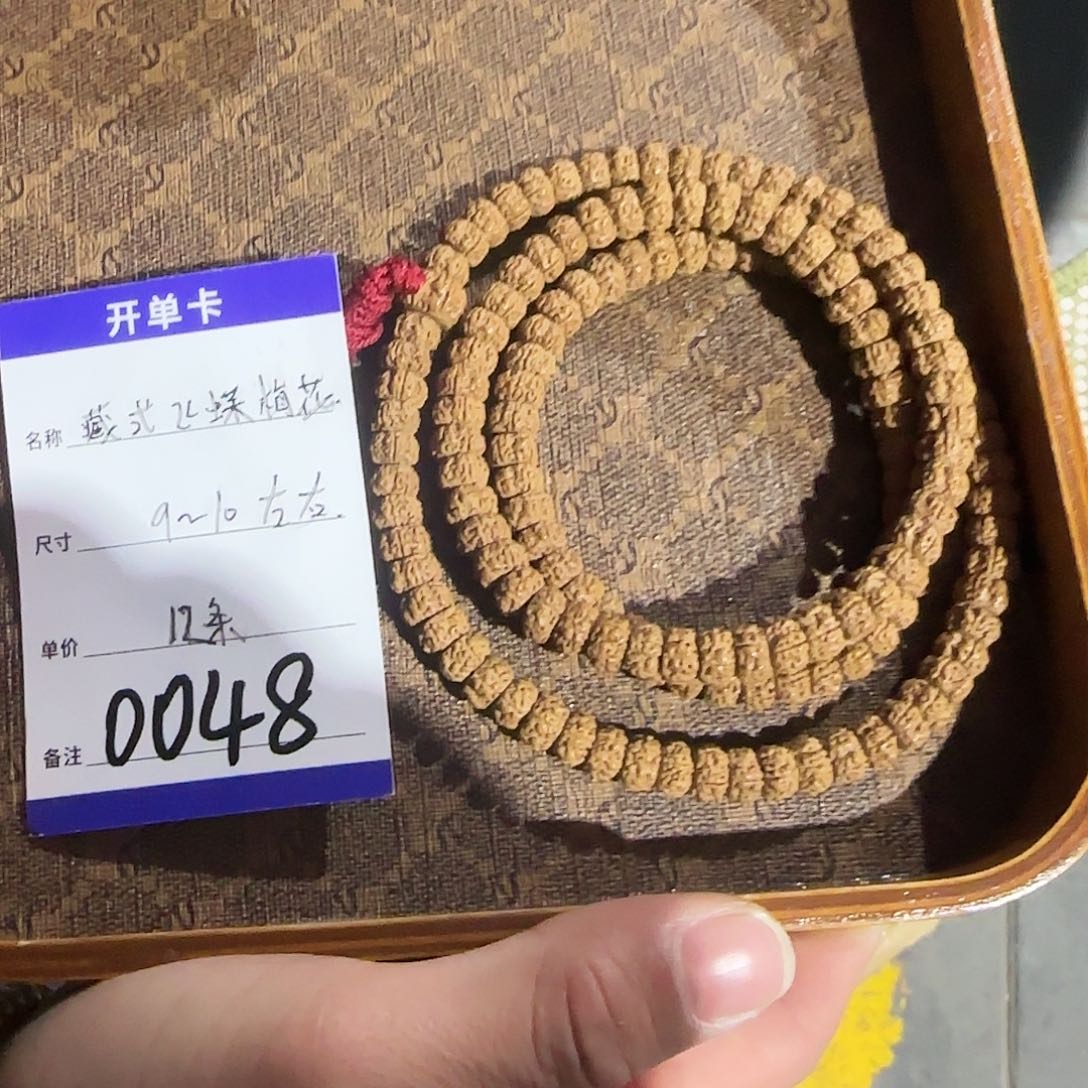 开单卡
名称 藏式飞蝶梅花
尺寸 9~10左右.
单价 12条
备注 0048